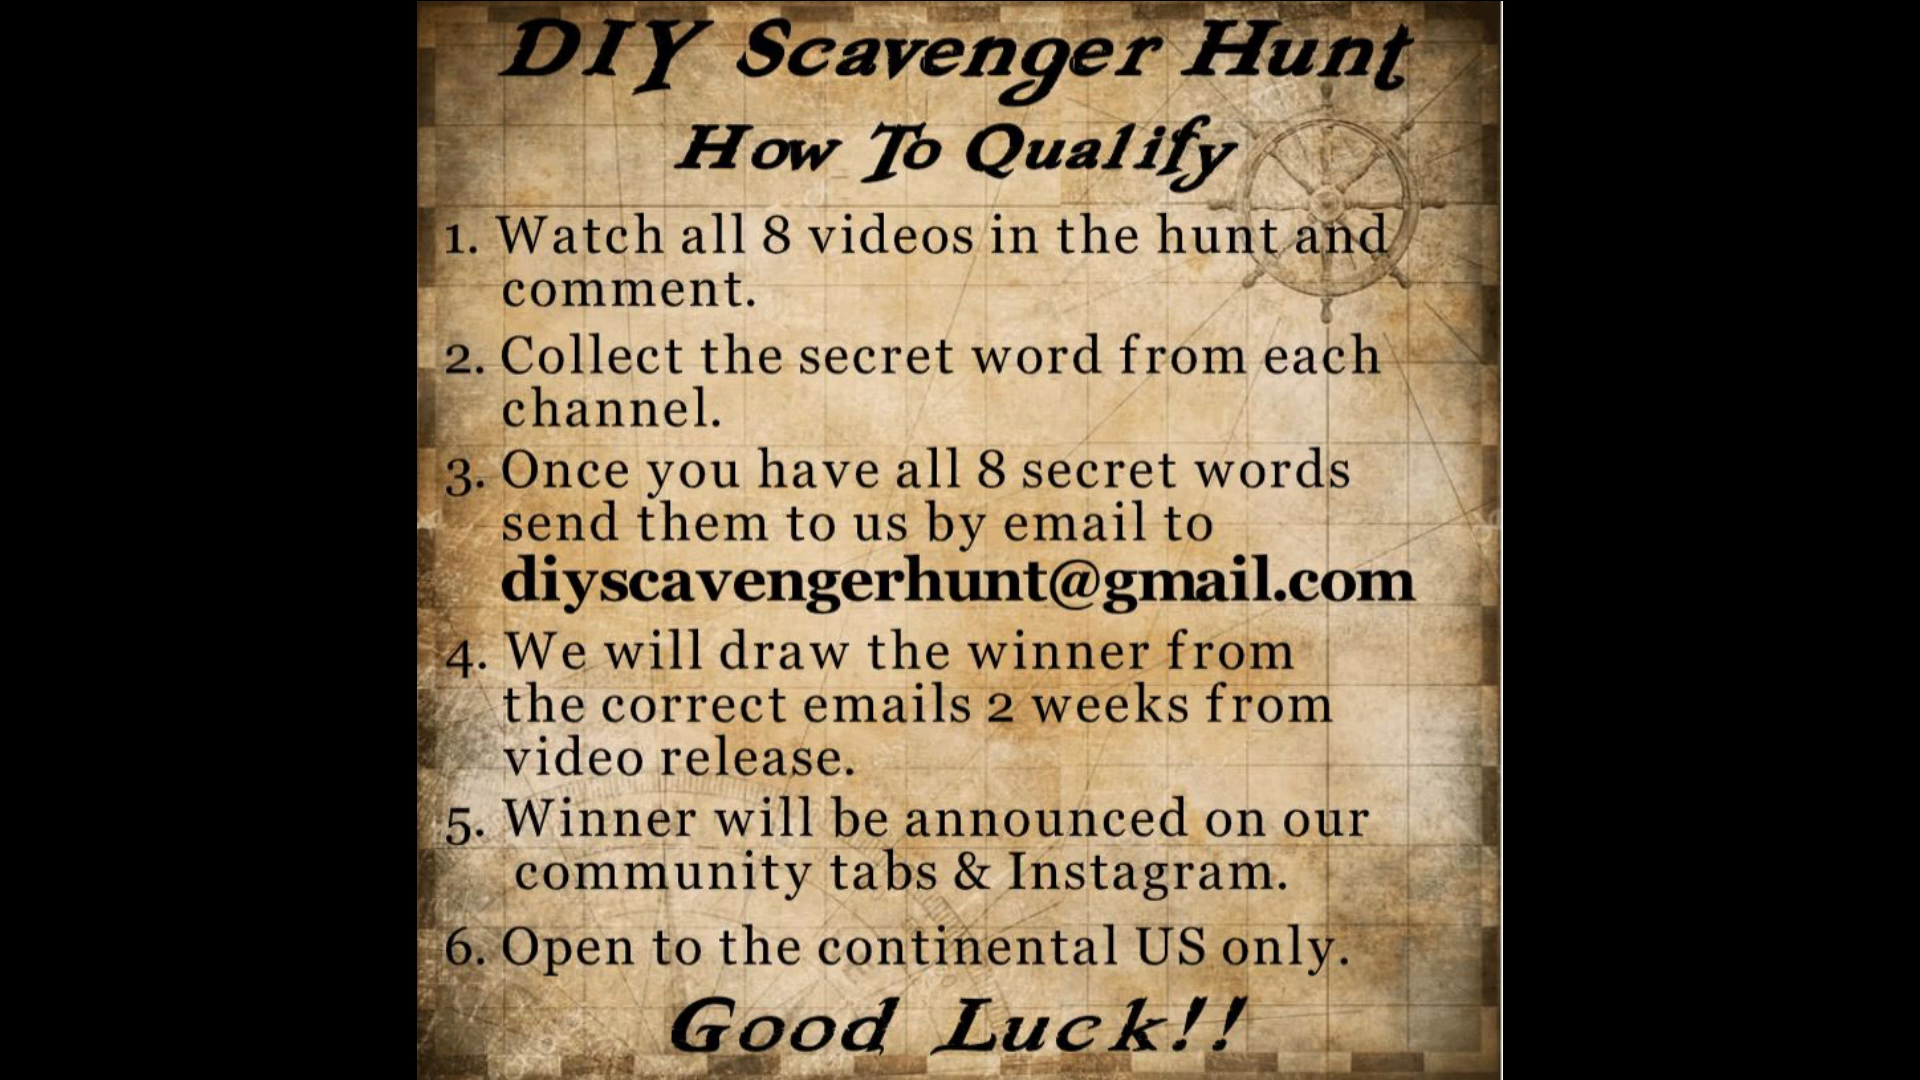 DIY Scavenger Hunt
How To Qualify
1. Watch all 8 videos in the hunt and
comment.
2. Collect the secret word from each
channel.
3. Once you have all 8 secret words
send them to us by email to
diyscavengerhunt@gmail.com
4. We will draw the winner from
the correct emails 2 weeks from
video release.
5. Winner will be announced on our
community tabs & Instagram.
6. Open to the continental US only.
Good Luck!!